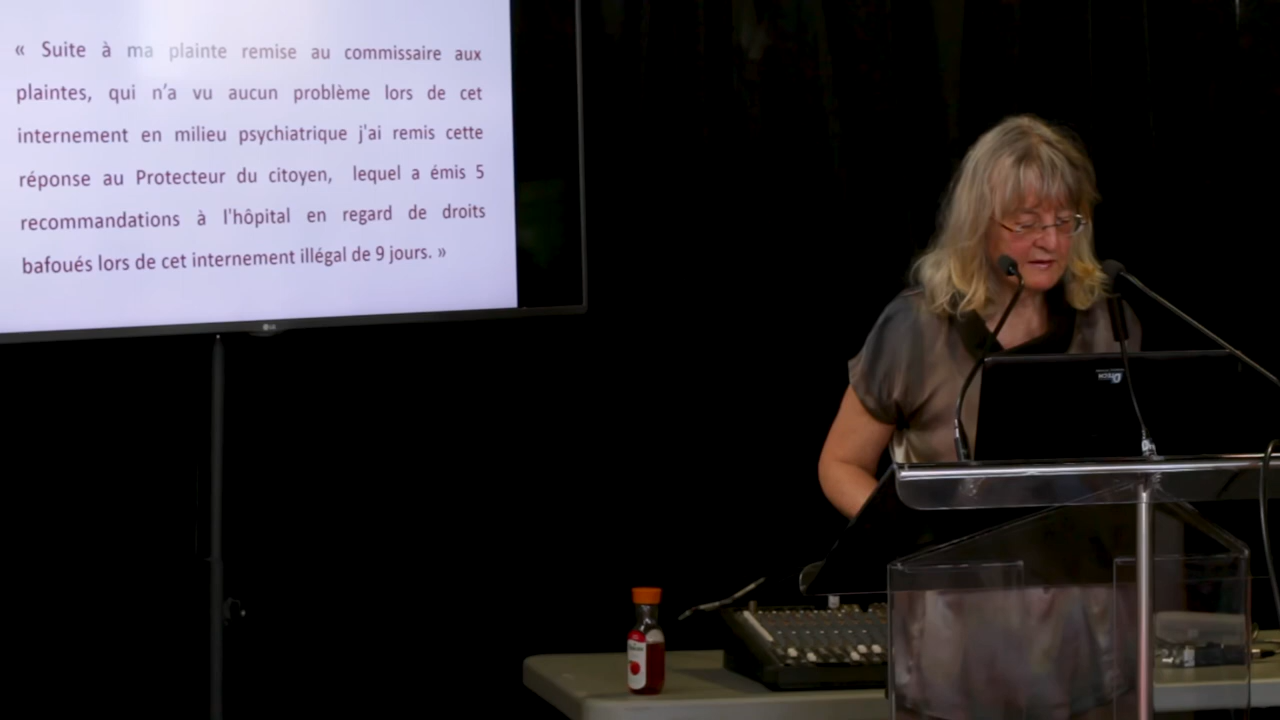 « Suite à ma plainte remise au commissaire aux
plaintes, qui n'a vu aucun problème lors de cet
internement en milieu psychiatrique j'ai remis cette
réponse au Protecteur du citoyen, lequel a émis 5
recommandations à l'hôpital en regard de droits
bafoués lors de cet internement illégal de 9 jours. »
LG